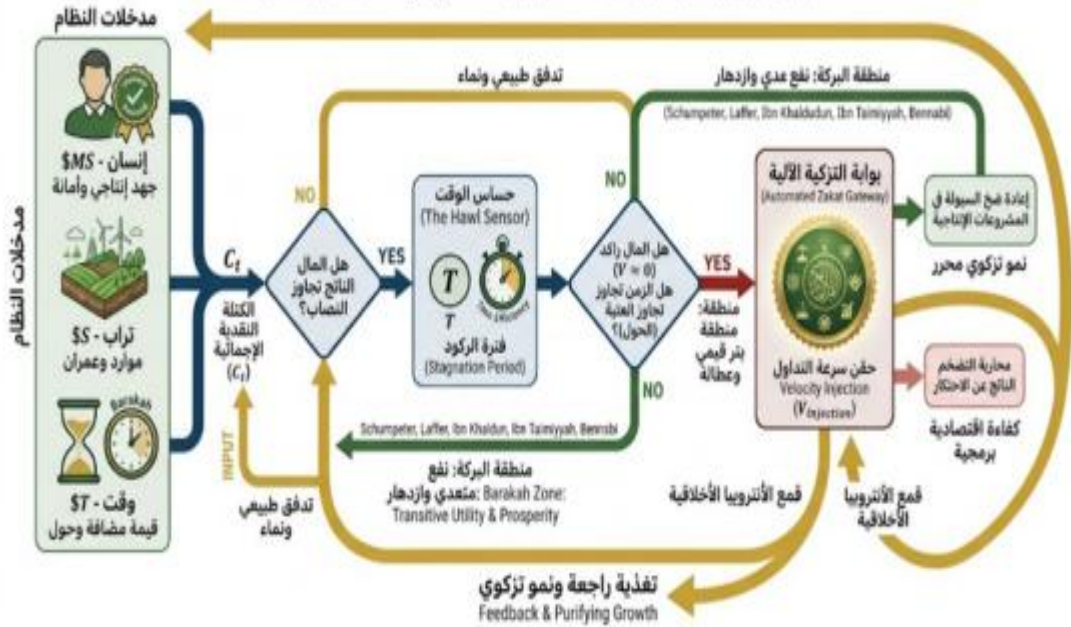 مدخلات النظام
مدخلات النظام
إنسان - MS$
جهد إنتاجي وأمانة
تراب - S$
موارد وعمران
Barakah
وقت - T$
قيمة مضافة وحول
Cₜ
الكتلة
النقدية
الإجمالية
(Cₜ)
INPUT
تدفق طبيعي
ونماء
تدفق طبيعي ونماء
NO
هل المال
الناتج تجاوز
النصاب؟
YES
حساس الوقت
(The Hawl Sensor)
T
T
فترة الركود
(Stagnation Period)
هل المال راكد
(V ≈ 0)
هل الزمن تجاوز
تجاوز العتبة
(الحول)؟
NO
NO
YES
منطقة:
منطقة
بتر قيمي
وعطالة
منطقة البركة: نفع عدي وازدهار
(Schumpeter, Laffer, Ibn Khaldudun, Ibn Taimiyyah, Bennabi)
بوابة التزكية الآلية
(Automated Zakat Gateway)
حقن سرعة التداول
Velocity Injection
(V injection)
إعادة ضخ السيولة في
المشروعات الإنتاجية
نمو تزكوي محرر
محاربة التضخم
الناتج عن الاحتكار
كفاءة اقتصادية
برمجية
Schumpeter, Laffer, Ibn Khaldun, Ibn Taimiyyah, Bennabi
منطقة البركة: نفع
متعدي وازدهار: Barakah Zone:
Transitive Utility & Prosperity
قمع الأنتروبيا الأخلاقية
قمع الأنتروبيا
الأخلاقية
تغذية راجعة ونمو تزكوي
Feedback & Purifying Growth